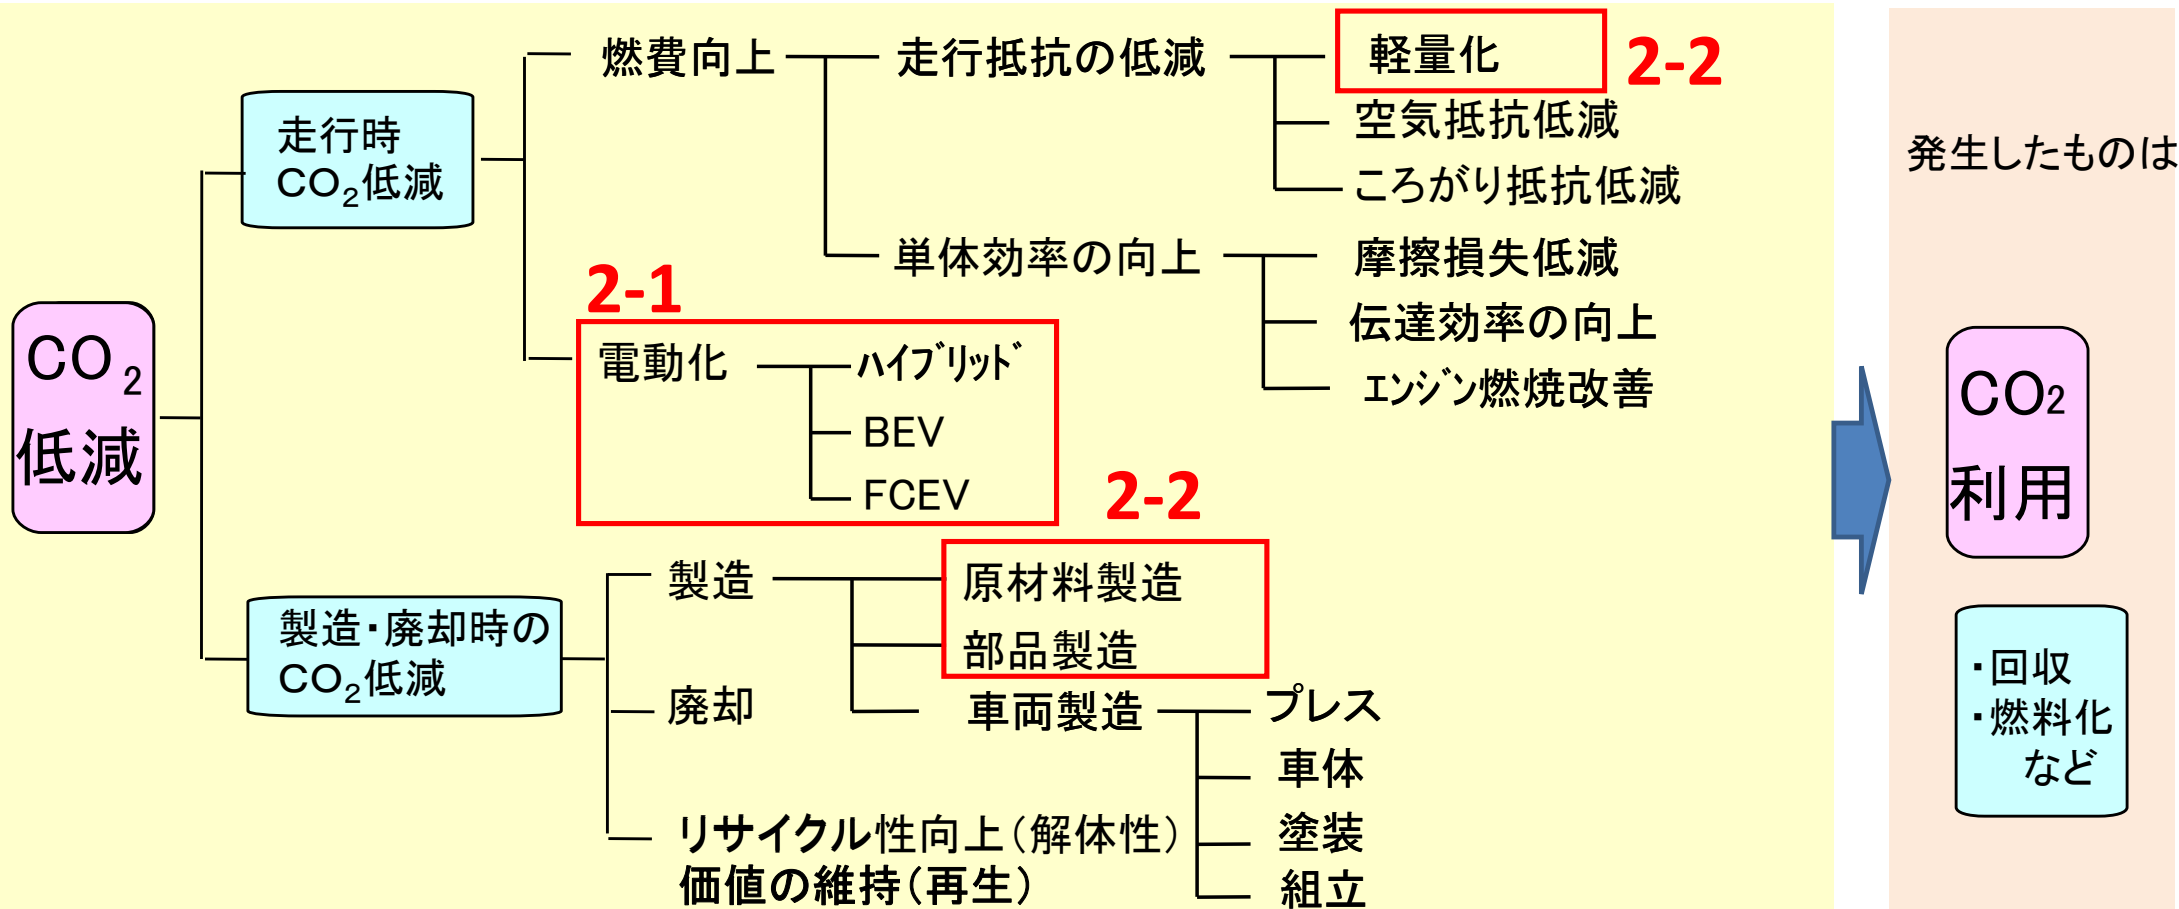 燃費向上
走行抵抗の低減
軽量化
2-2
空気抵抗低減
ころがり抵抗低減
走行時
CO₂低減
単体効率の向上
摩擦損失低減
伝達効率の向上
ｴﾝｼﾞﾝ燃焼改善
2-1
電動化
ﾊｲﾌﾞﾘｯﾄﾞ
BEV
FCEV
CO₂
低減
2-2
製造
原材料製造
部品製造
製造・廃却時の
CO₂低減
廃却
車両製造
プレス
車体
塗装
組立
リサイクル性向上（解体性）
価値の維持（再生）
発生したものは
CO₂
利用
・回収
・燃料化
など